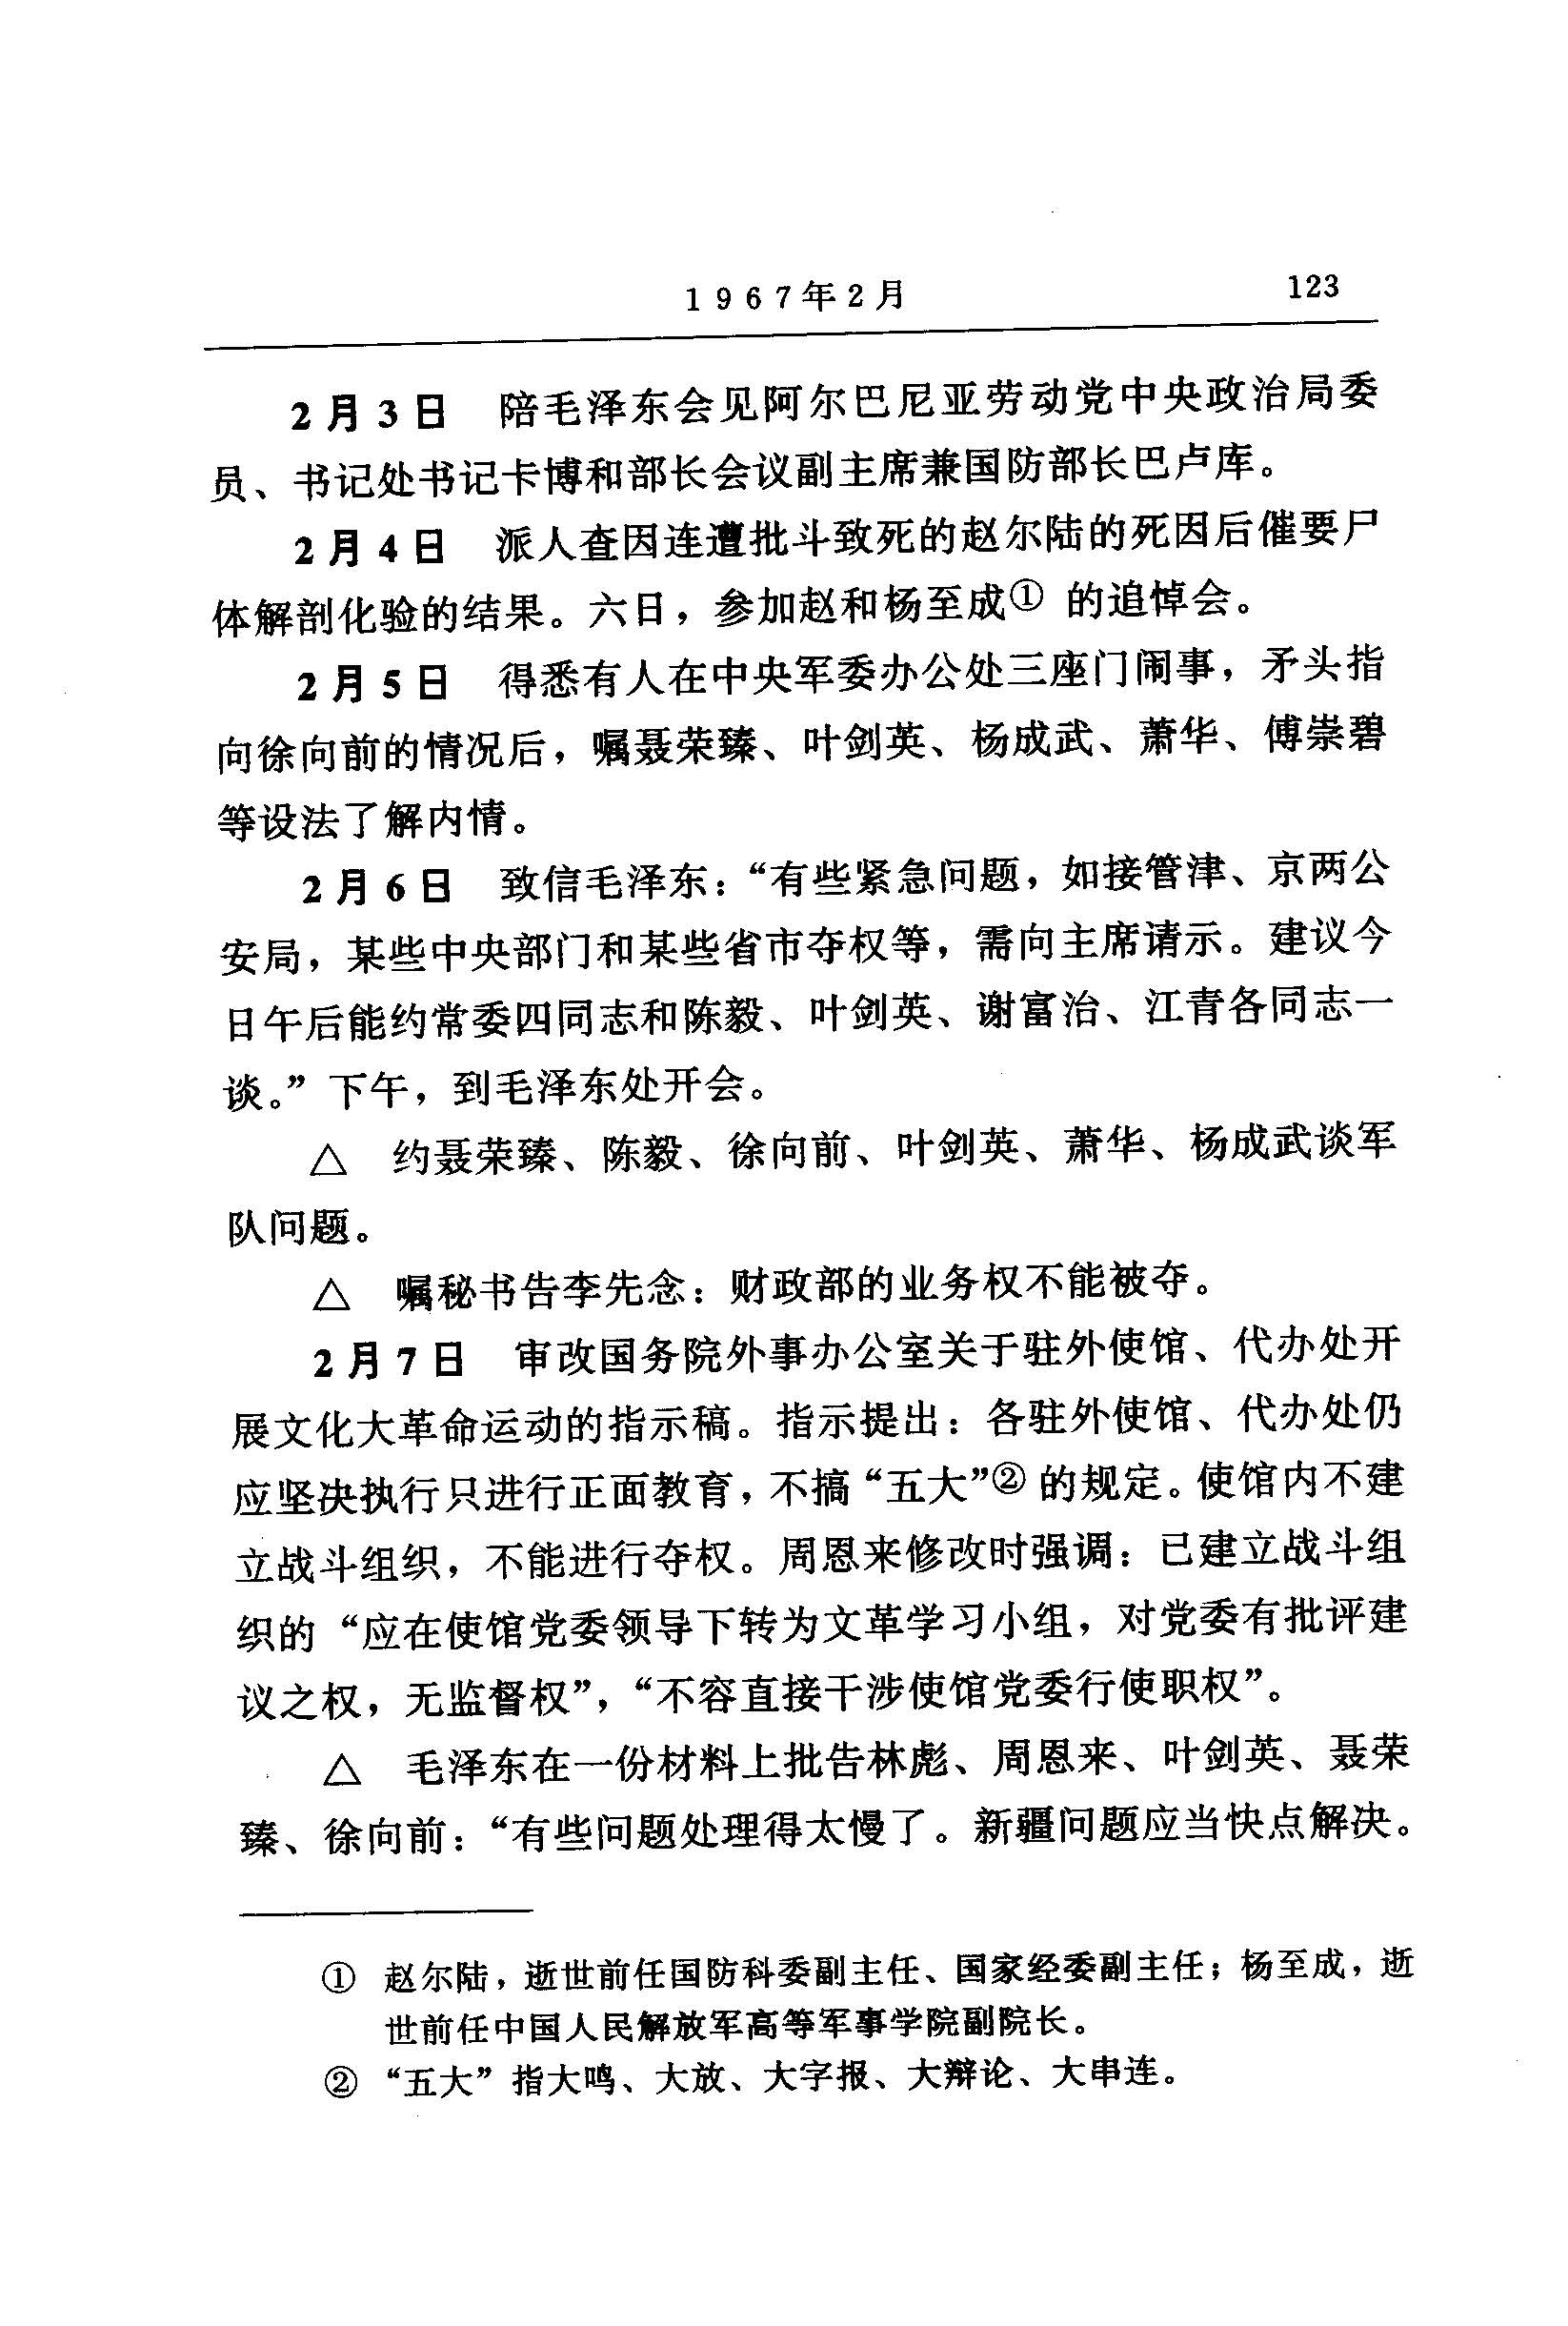 1967年2月 123
2月3日 陪毛泽东会见阿尔巴尼亚劳动党中央政治局委
员、书记处书记卡博和部长会议副主席兼国防部长巴卢库。
2月4日 派人查因连遭批斗致死的赵尔陆的死因后催要尸
体解剖化验的结果。六日，参加赵和杨至成① 的追悼会。
2月5日 得悉有人在中央军委办公处三座门闹事，矛头指
向徐向前的情况后，嘱聂荣臻、叶剑英、杨成武、萧华、傅崇碧
等设法了解内情。
2月6日 致信毛泽东：“有些紧急问题，如接管津、京两公
安局，某些中央部门和某些省市夺权等，需向主席请示。建议今
日午后能约常委四同志和陈毅、叶剑英、谢富治、江青各同志一
谈。”下午，到毛泽东处开会。
△ 约聂荣臻、陈毅、徐向前、叶剑英、萧华、杨成武谈军
队问题。
△ 嘱秘书告李先念：财政部的业务权不能被夺。
2月7日 审改国务院外事办公室关于驻外使馆、代办处开
展文化大革命运动的指示稿。指示提出：各驻外使馆、代办处仍
应坚决执行只进行正面教育，不搞“五大”② 的规定。使馆内不建
立战斗组织，不能进行夺权。周恩来修改时强调：已建立战斗组
织的“应在使馆党委领导下转为文革学习小组，对党委有批评建
议之权，无监督权”，“不容直接干涉使馆党委行使职权”。
△ 毛泽东在一份材料上批告林彪、周恩来、叶剑英、聂荣
臻、徐向前：“有些问题处理得太慢了。新疆问题应当快点解决。
① 赵尔陆，逝世前任国防科委副主任、国家经委副主任；杨至成，逝
世前任中国人民解放军高等军事学院副院长。
② “五大”指大鸣、大放、大字报、大辩论、大串连。